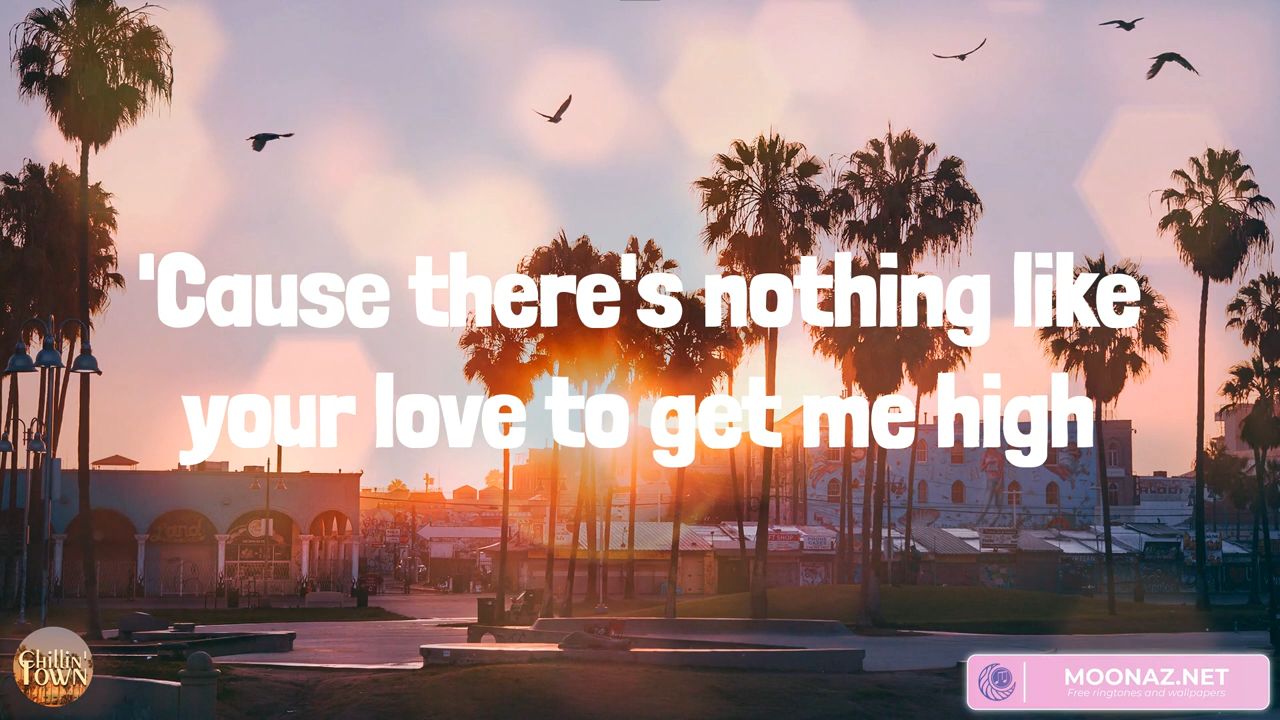 'Cause there's nothing like
your love to get me high
Chillin'
TOWN
MOONAZ.NET
Free ringtones and wallpapers